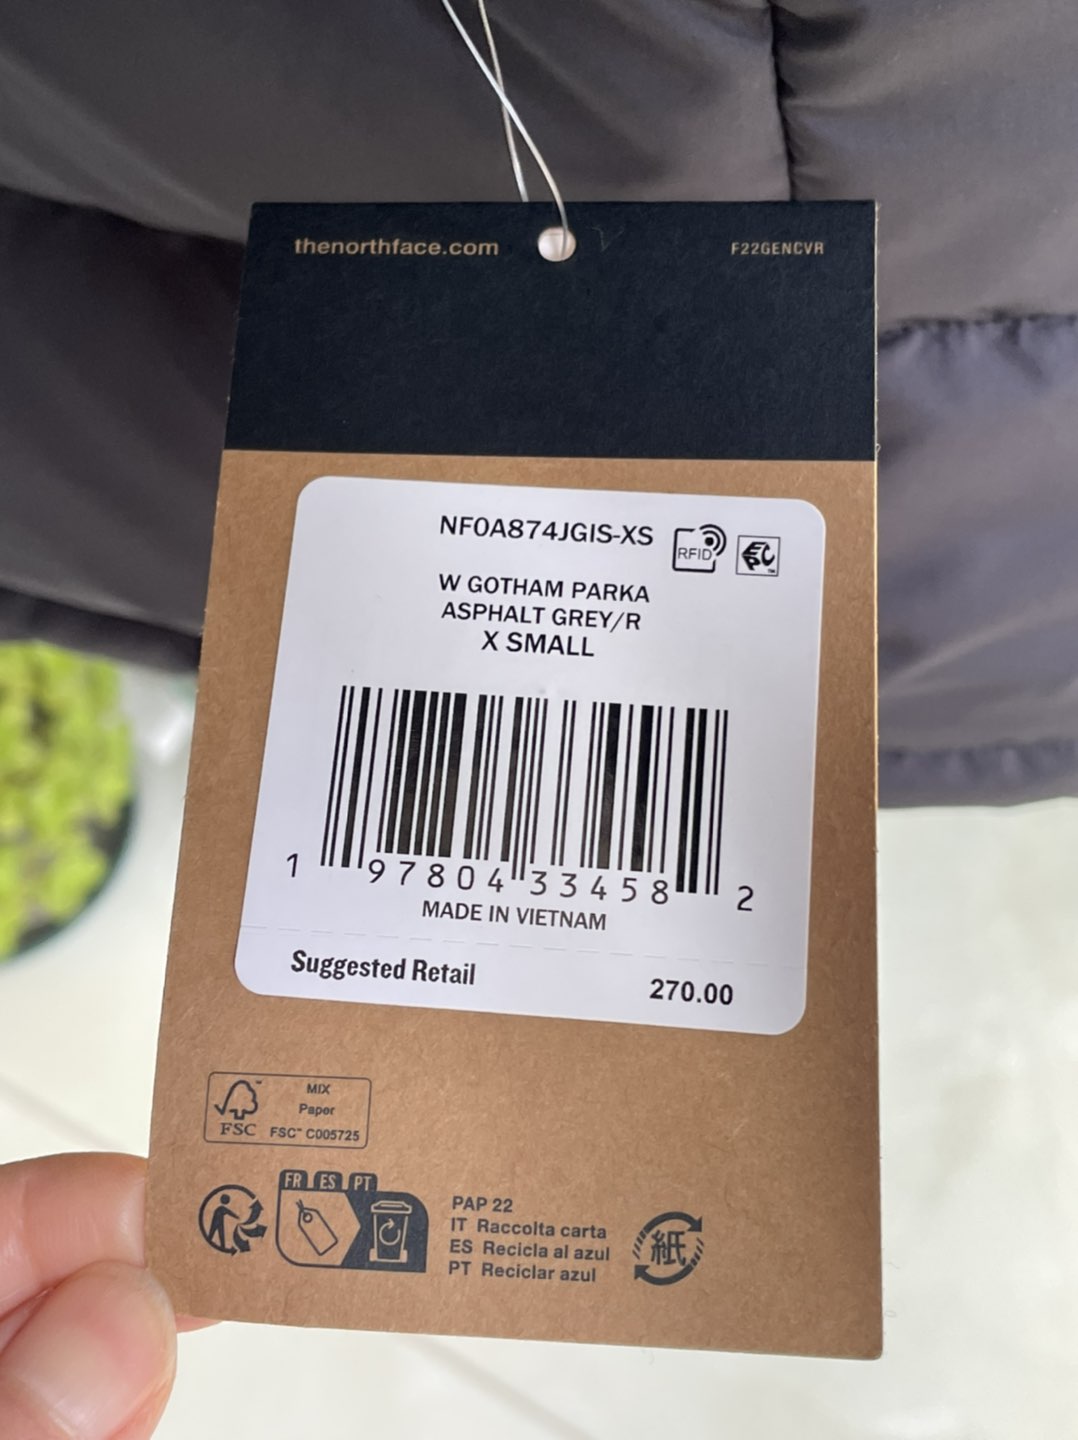 thenorthface.com
F22GENCVR
NF0A874JGIS-XS
RFID
EPC
W GOTHAM PARKA
ASPHALT GREY/R
X SMALL
1 97804 33458 2
MADE IN VIETNAM
Suggested Retail 270.00
MIX
Paper
FSC™ C005725
FSC
FR ES PT
PAP 22
IT Raccolta carta
ES Recicla al azul
PT Reciclar azul
紙